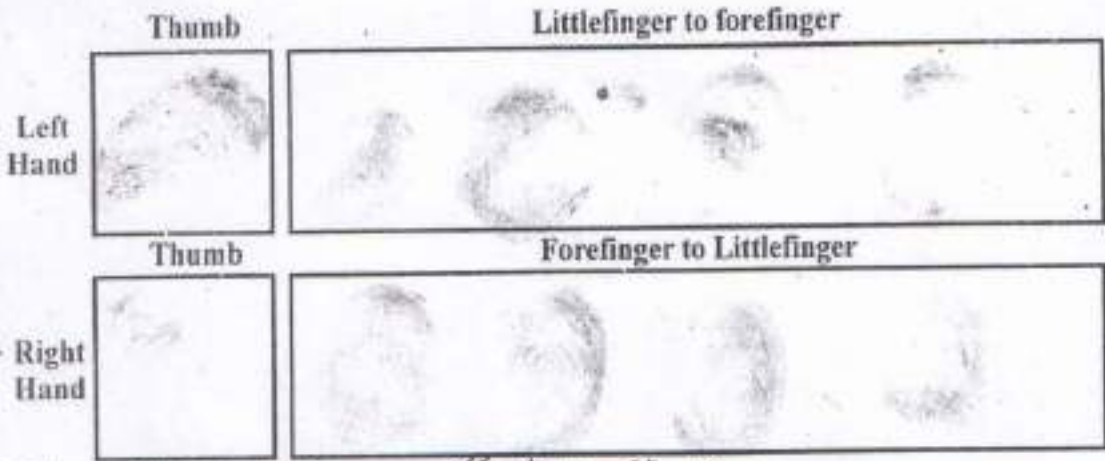 Thumb
Littlefinger to forefinger
Left
Hand
Thumb
Forefinger to Littlefinger
Right
Hand